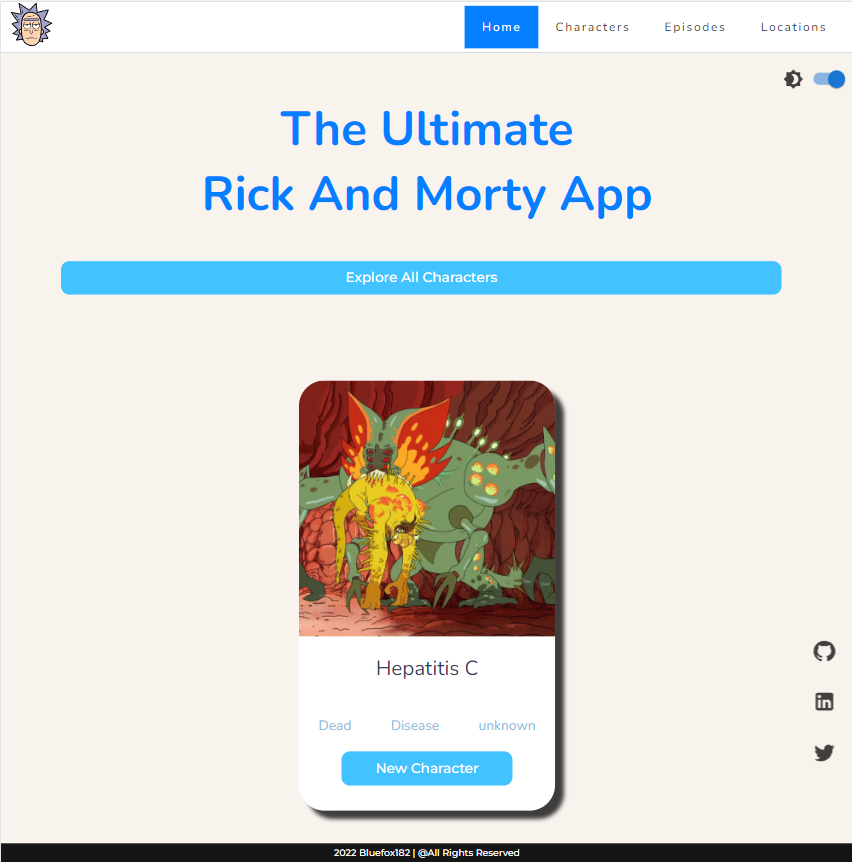 Home Characters Episodes Locations
The Ultimate
Rick And Morty App
Explore All Characters
Hepatitis C
Dead Disease unknown
New Character
2022 Bluefox182 | @All Rights Reserved